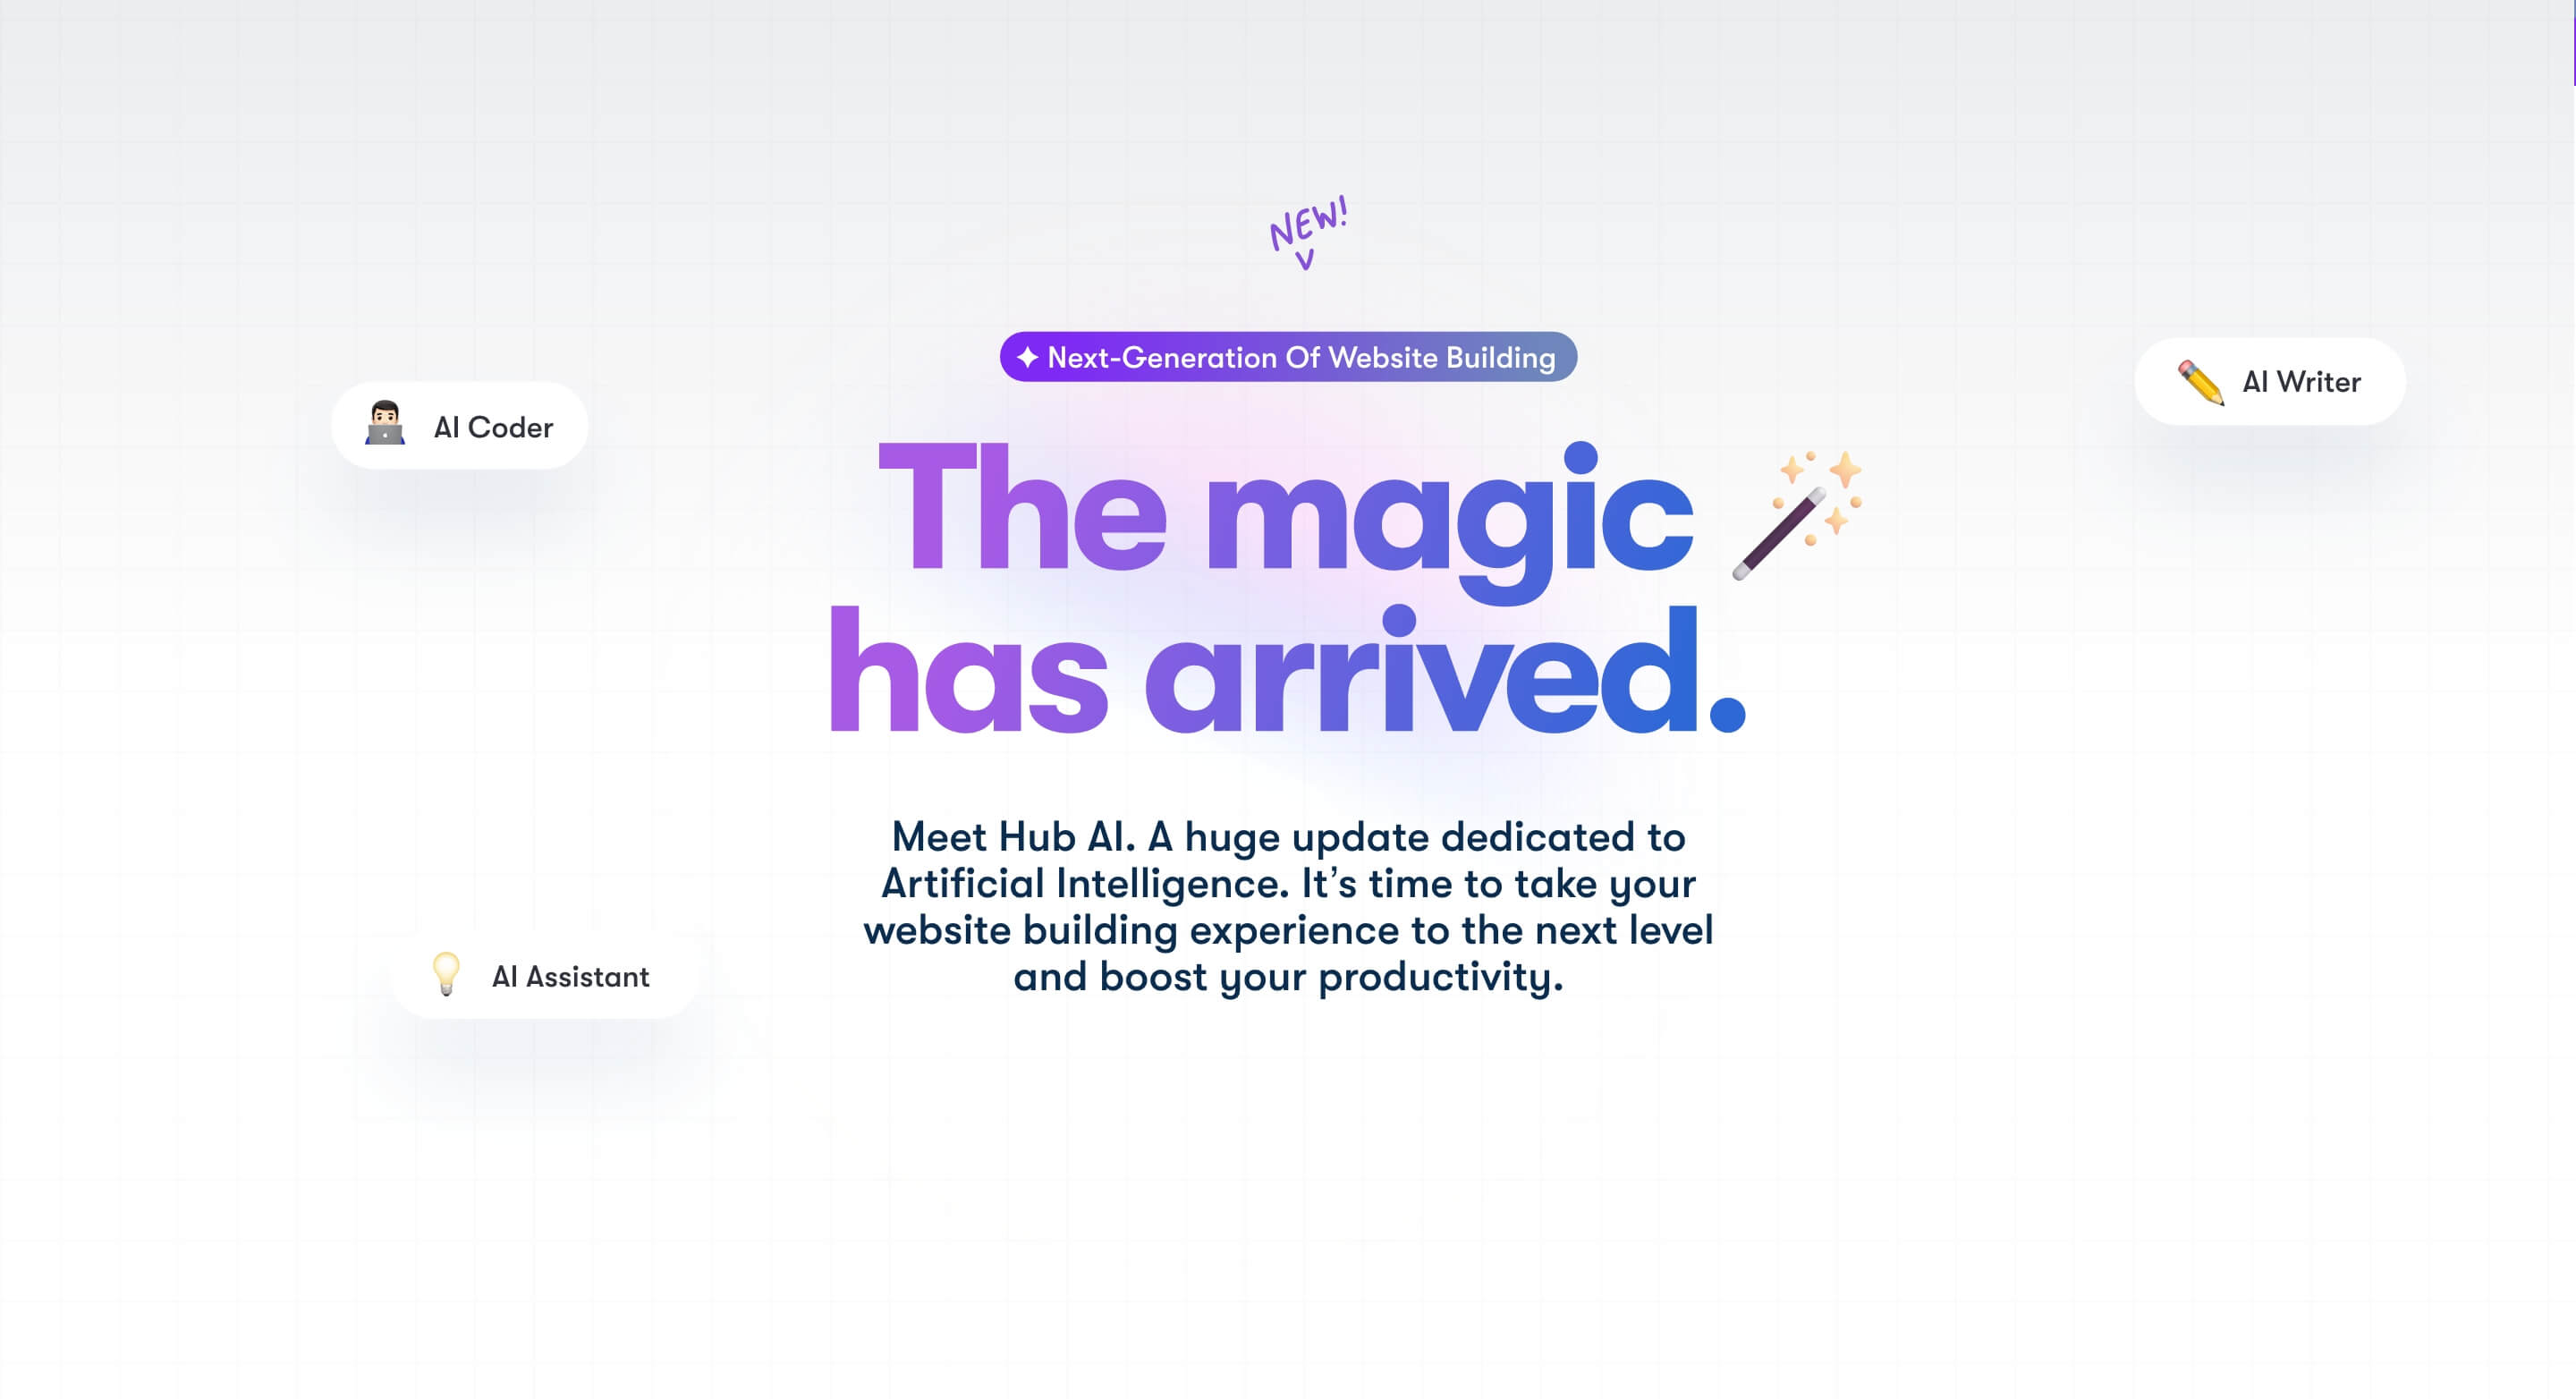 NEW!
Next-Generation Of Website Building
AI Writer
AI Coder
The magic
has arrived.
Meet Hub AI. A huge update dedicated to
Artificial Intelligence. It’s time to take your
website building experience to the next level
and boost your productivity.
AI Assistant